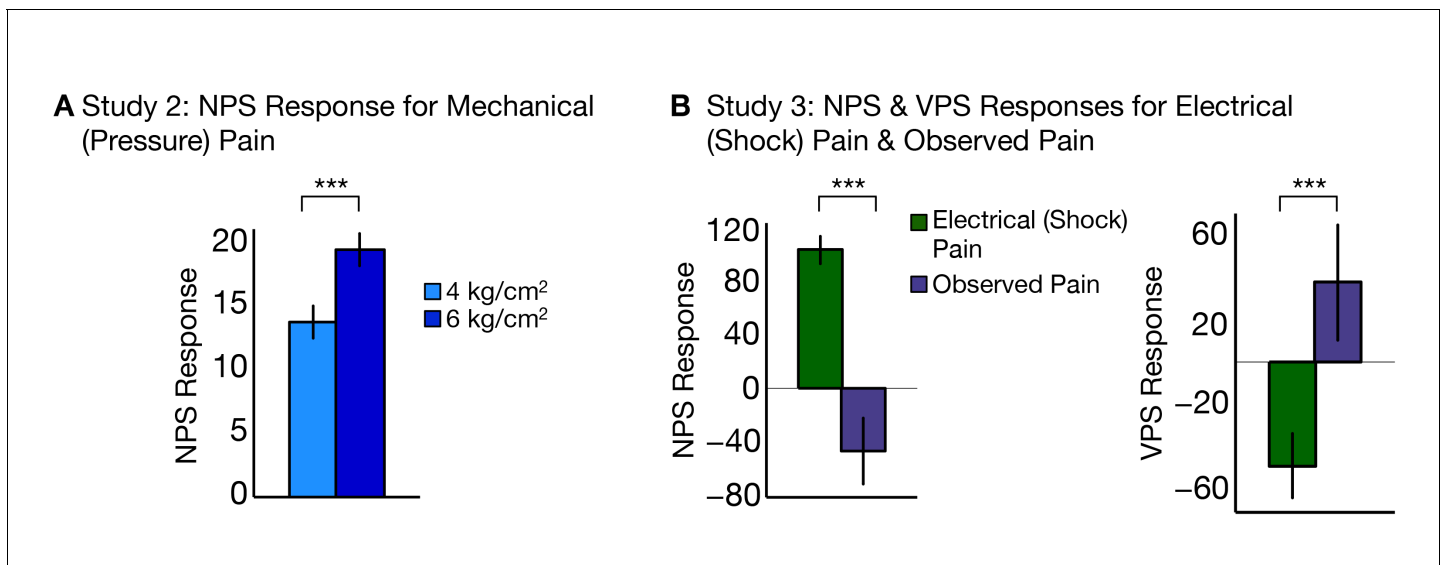 A Study 2: NPS Response for Mechanical
(Pressure) Pain
***
NPS Response
20
15
10
5
0
4 kg/cm²
6 kg/cm²
B Study 3: NPS & VPS Responses for Electrical
(Shock) Pain & Observed Pain
***
NPS Response
120
80
40
0
−40
−80
Electrical (Shock)
Pain
Observed Pain
***
VPS Response
60
20
−20
−60